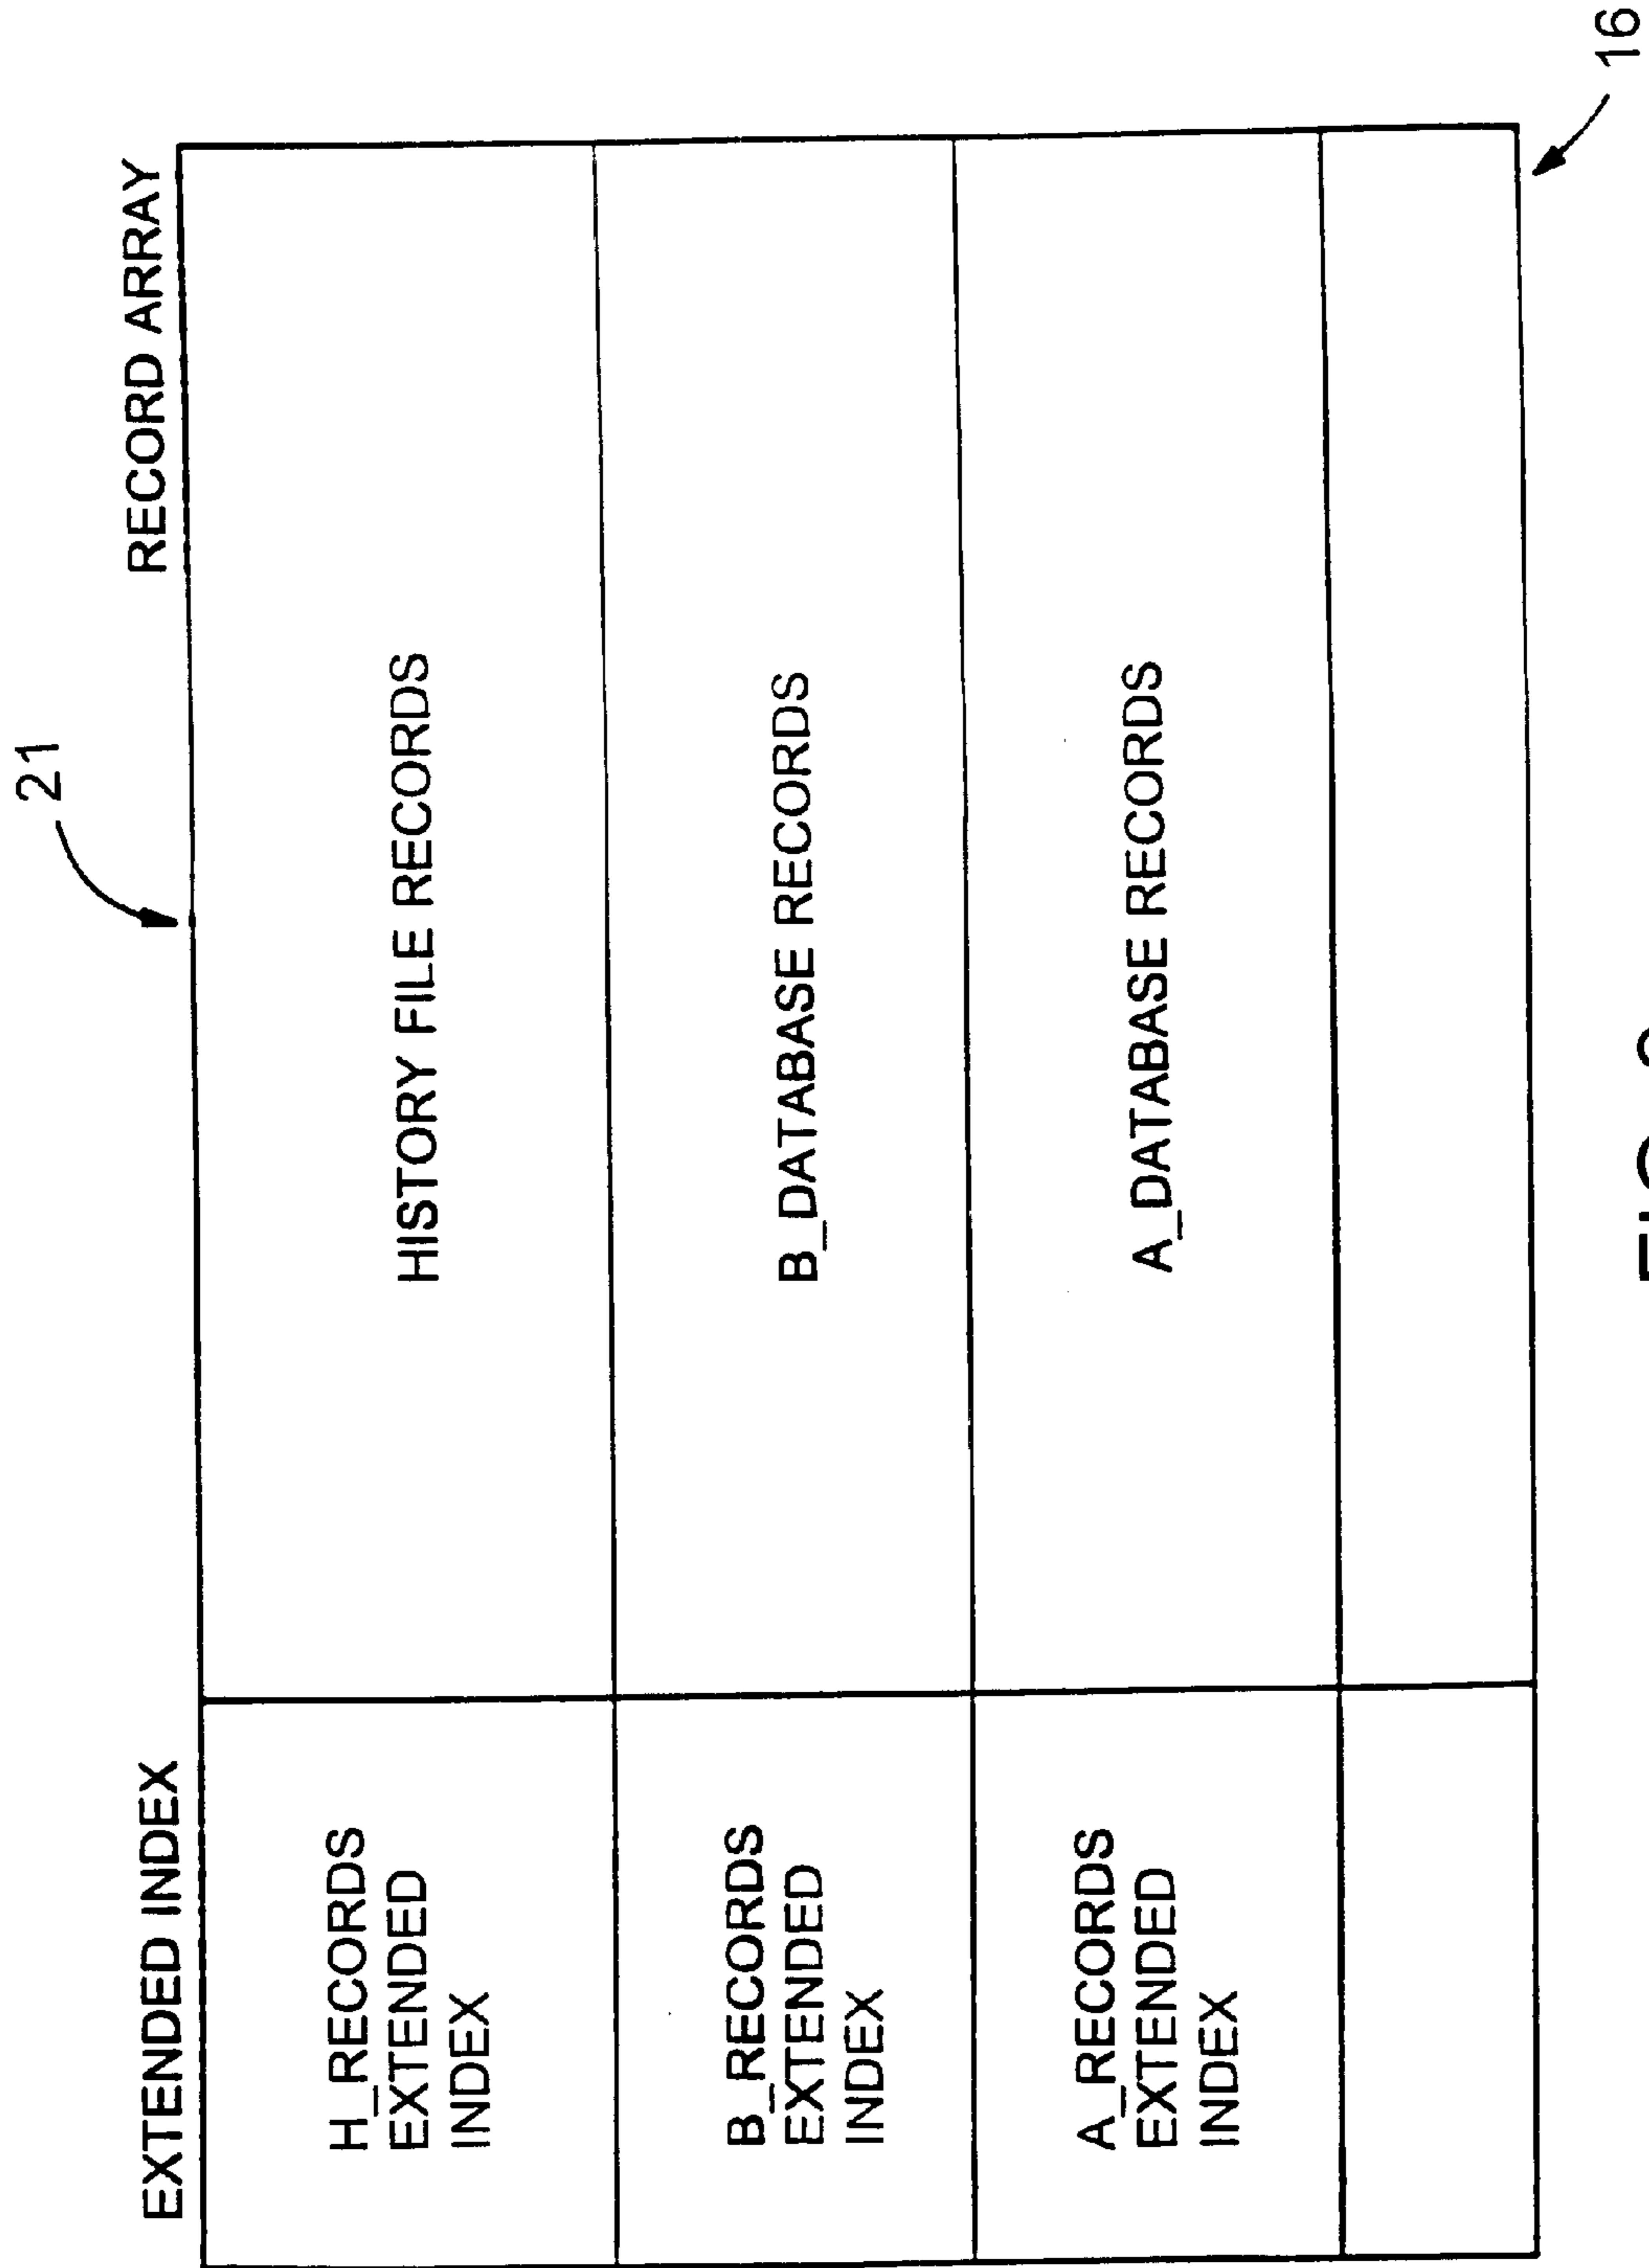 21
EXTENDED INDEX
RECORD ARRAY
H_RECORDS
EXTENDED
INDEX
HISTORY FILE RECORDS
B_RECORDS
EXTENDED
INDEX
B_DATABASE RECORDS
A_RECORDS
EXTENDED
INDEX
A_DATABASE RECORDS
16